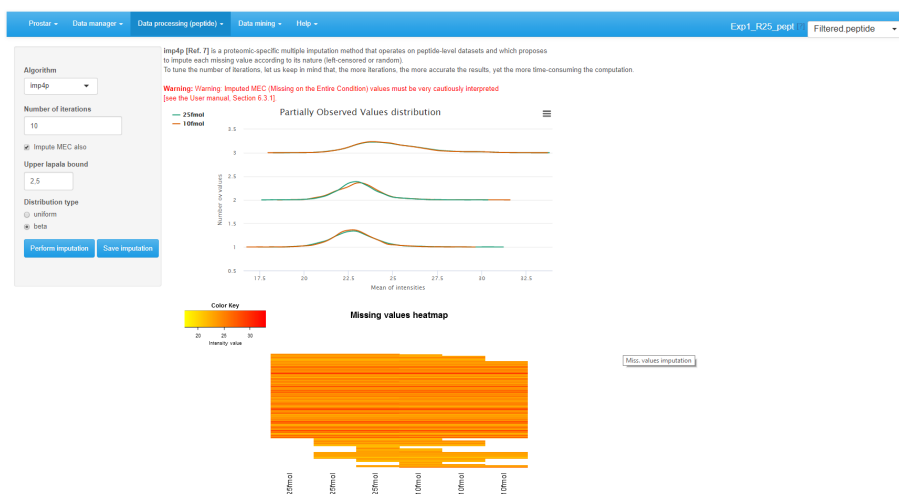 Prostar Data manager Data processing (peptide) Data mining Help Exp1_R25_pept Filtered.peptide
imp4p [Ref. 7] is a proteomic-specific multiple imputation method that operates on peptide-level datasets and which proposes
to impute each missing value according to its nature (left-censored or random).
To tune the number of iterations, let us keep in mind that, the more iterations, the more accurate the results, yet the more time-consuming the computation.
Warning: Warning: Imputed MEC (Missing on the Entire Condition) values must be very cautiously interpreted
[see the User manual, Section 6.3.1]
Algorithm
imp4p
Number of iterations
10
Impute MEC also
Upper lapala bound
2.5
Distribution type
uniform
beta
Perform imputation Save imputation
Partially Observed Values distribution
25fmol
10fmol
3.5
3
2.5
2
1.5
1
0.5
Number ov values
17.5 20 22.5 25 27.5 30 32.5
Mean of intensities
Color Key
20 25 30
Intensity value
Missing values heatmap
Miss. values imputation
25fmol
25fmol
25fmol
10fmol
10fmol
10fmol